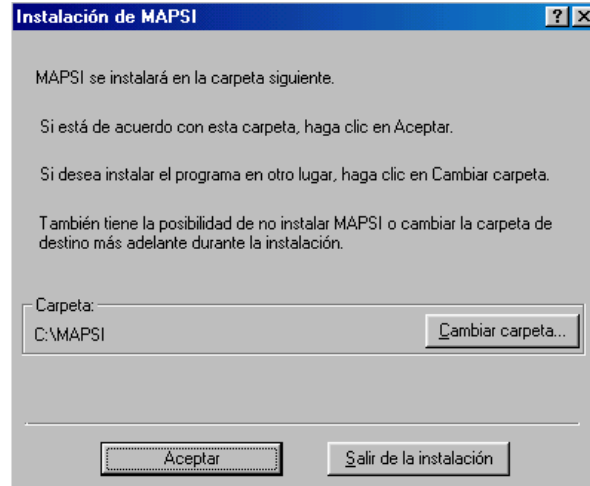 Instalación de MAPSI
MAPSI se instalará en la carpeta siguiente.
Si está de acuerdo con esta carpeta, haga clic en Aceptar.
Si desea instalar el programa en otro lugar, haga clic en Cambiar carpeta.
También tiene la posibilidad de no instalar MAPSI o cambiar la carpeta de
destino más adelante durante la instalación.
Carpeta:
C:\MAPSI
Cambiar carpeta...
Aceptar
Salir de la instalación